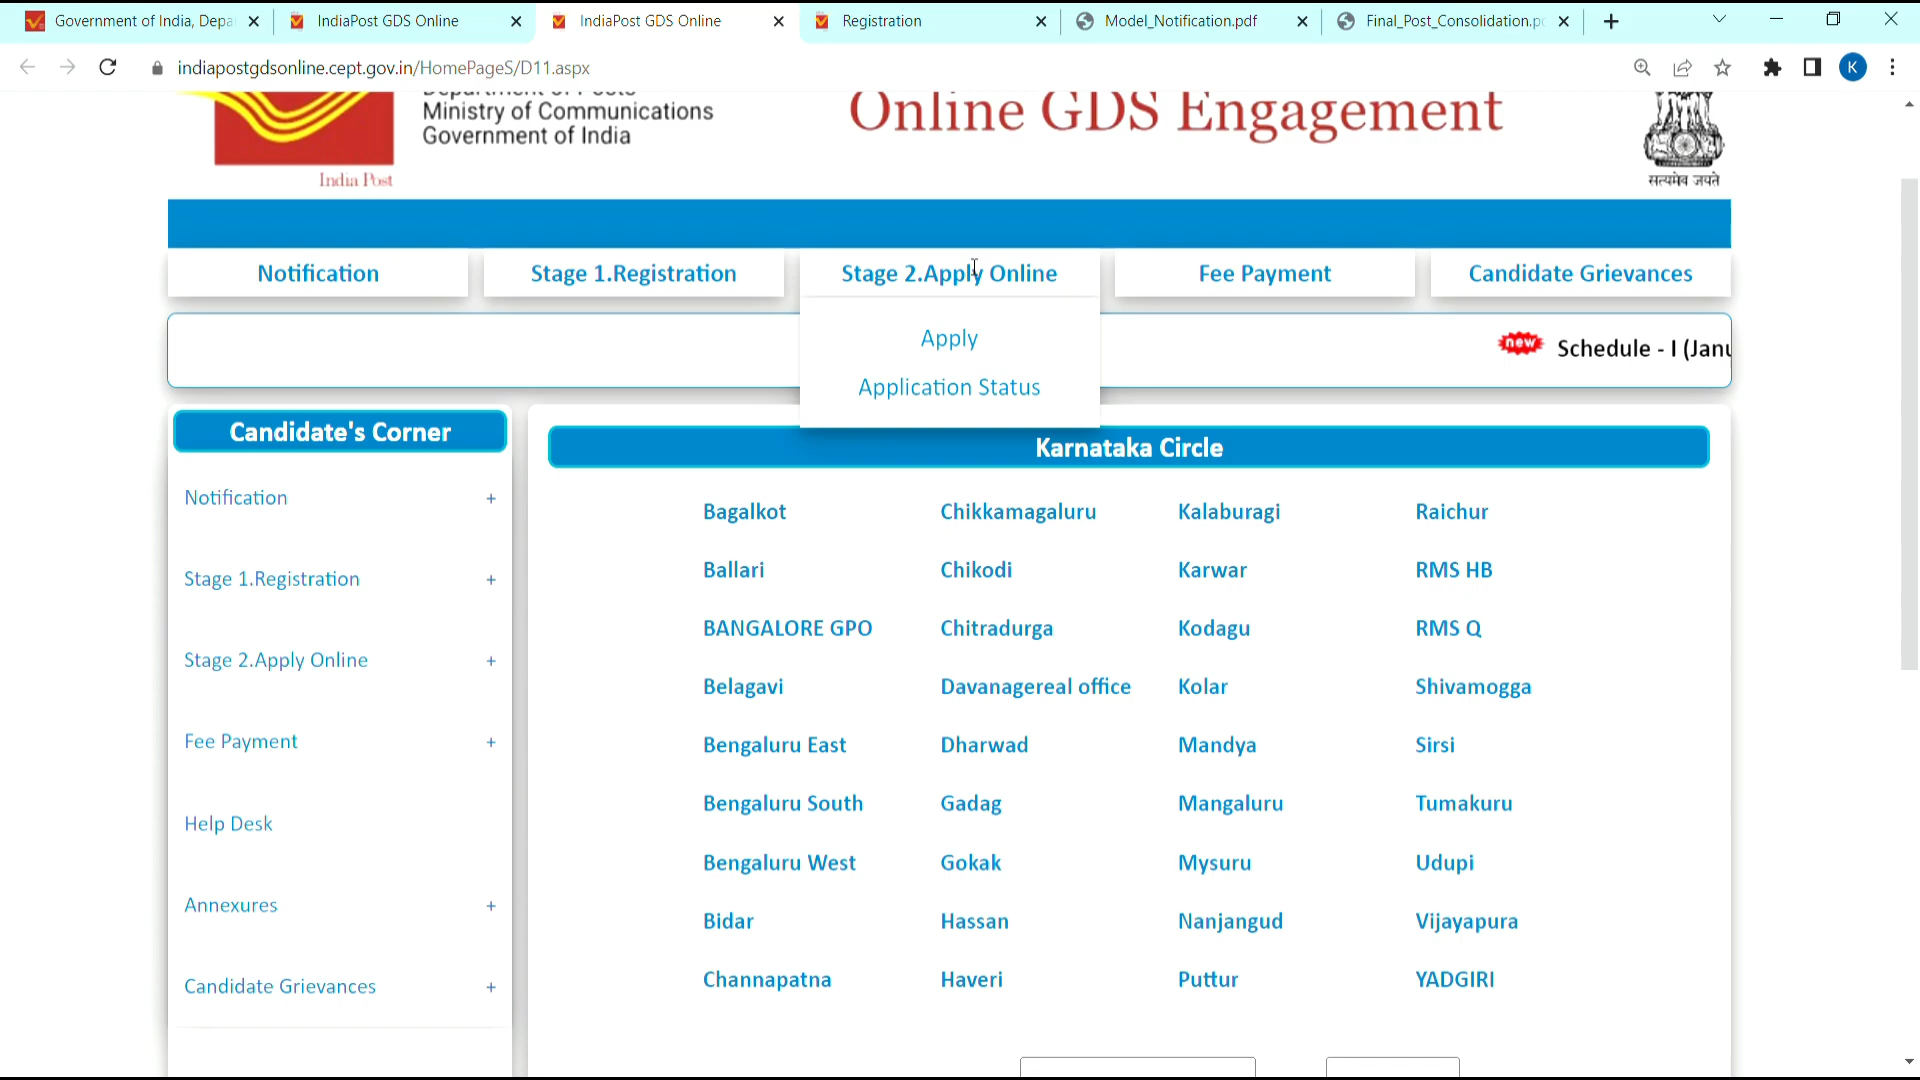 Government of India, Depa
IndiaPost GDS Online
IndiaPost GDS Online
Registration
Model_Notification.pdf
Final_Post_Consolidation.p
indiapostgdsonline.cept.gov.in/HomePageS/D11.aspx
K
Department of Posts
Ministry of Communications
Government of India
India Post
Online GDS Engagement
सत्यमेव जयते
Notification
Stage 1.Registration
Stage 2.Apply Online
Fee Payment
Candidate Grievances
Apply
Application Status
new
Schedule - I (Janu
Candidate's Corner
Notification +
Stage 1.Registration +
Stage 2.Apply Online +
Fee Payment +
Help Desk
Annexures +
Candidate Grievances +
Karnataka Circle
Bagalkot Chikkamagaluru Kalaburagi Raichur
Ballari Chikodi Karwar RMS HB
BANGALORE GPO Chitradurga Kodagu RMS Q
Belagavi Davanagereal office Kolar Shivamogga
Bengaluru East Dharwad Mandya Sirsi
Bengaluru South Gadag Mangaluru Tumakuru
Bengaluru West Gokak Mysuru Udupi
Bidar Hassan Nanjangud Vijayapura
Channapatna Haveri Puttur YADGIRI